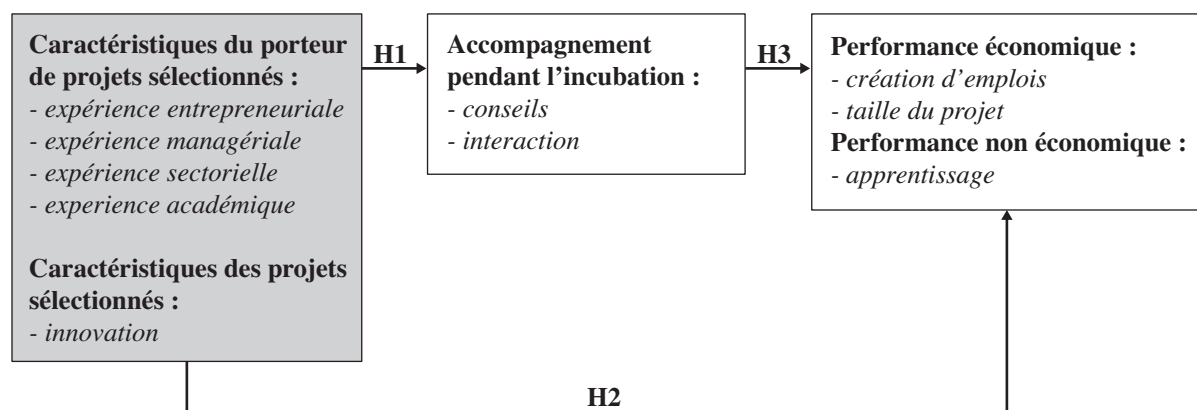 Caractéristiques du porteur
de projets sélectionnés :
- expérience entrepreneuriale
- expérience managériale
- expérience sectorielle
- experience académique
Caractéristiques des projets
sélectionnés :
- innovation
H1
Accompagnement
pendant l'incubation :
- conseils
- interaction
H3
Performance économique :
- création d'emplois
- taille du projet
Performance non économique :
- apprentissage
H2